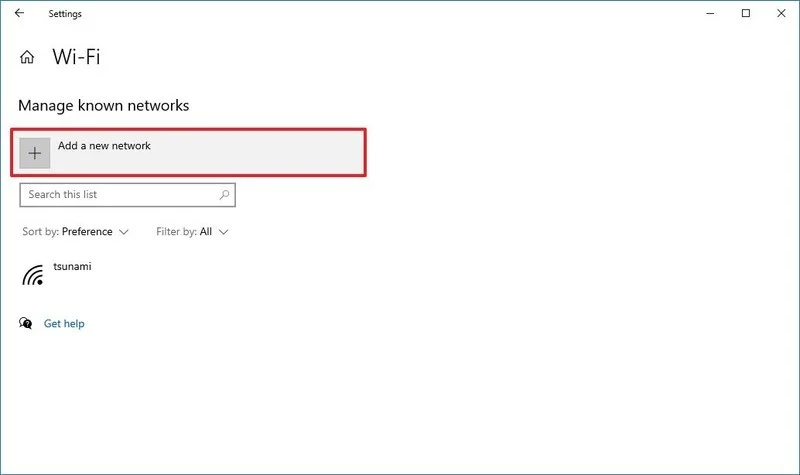 Settings
Wi-Fi
Manage known networks
Add a new network
Search this list
Sort by: Preference Filter by: All
tsunami
Get help